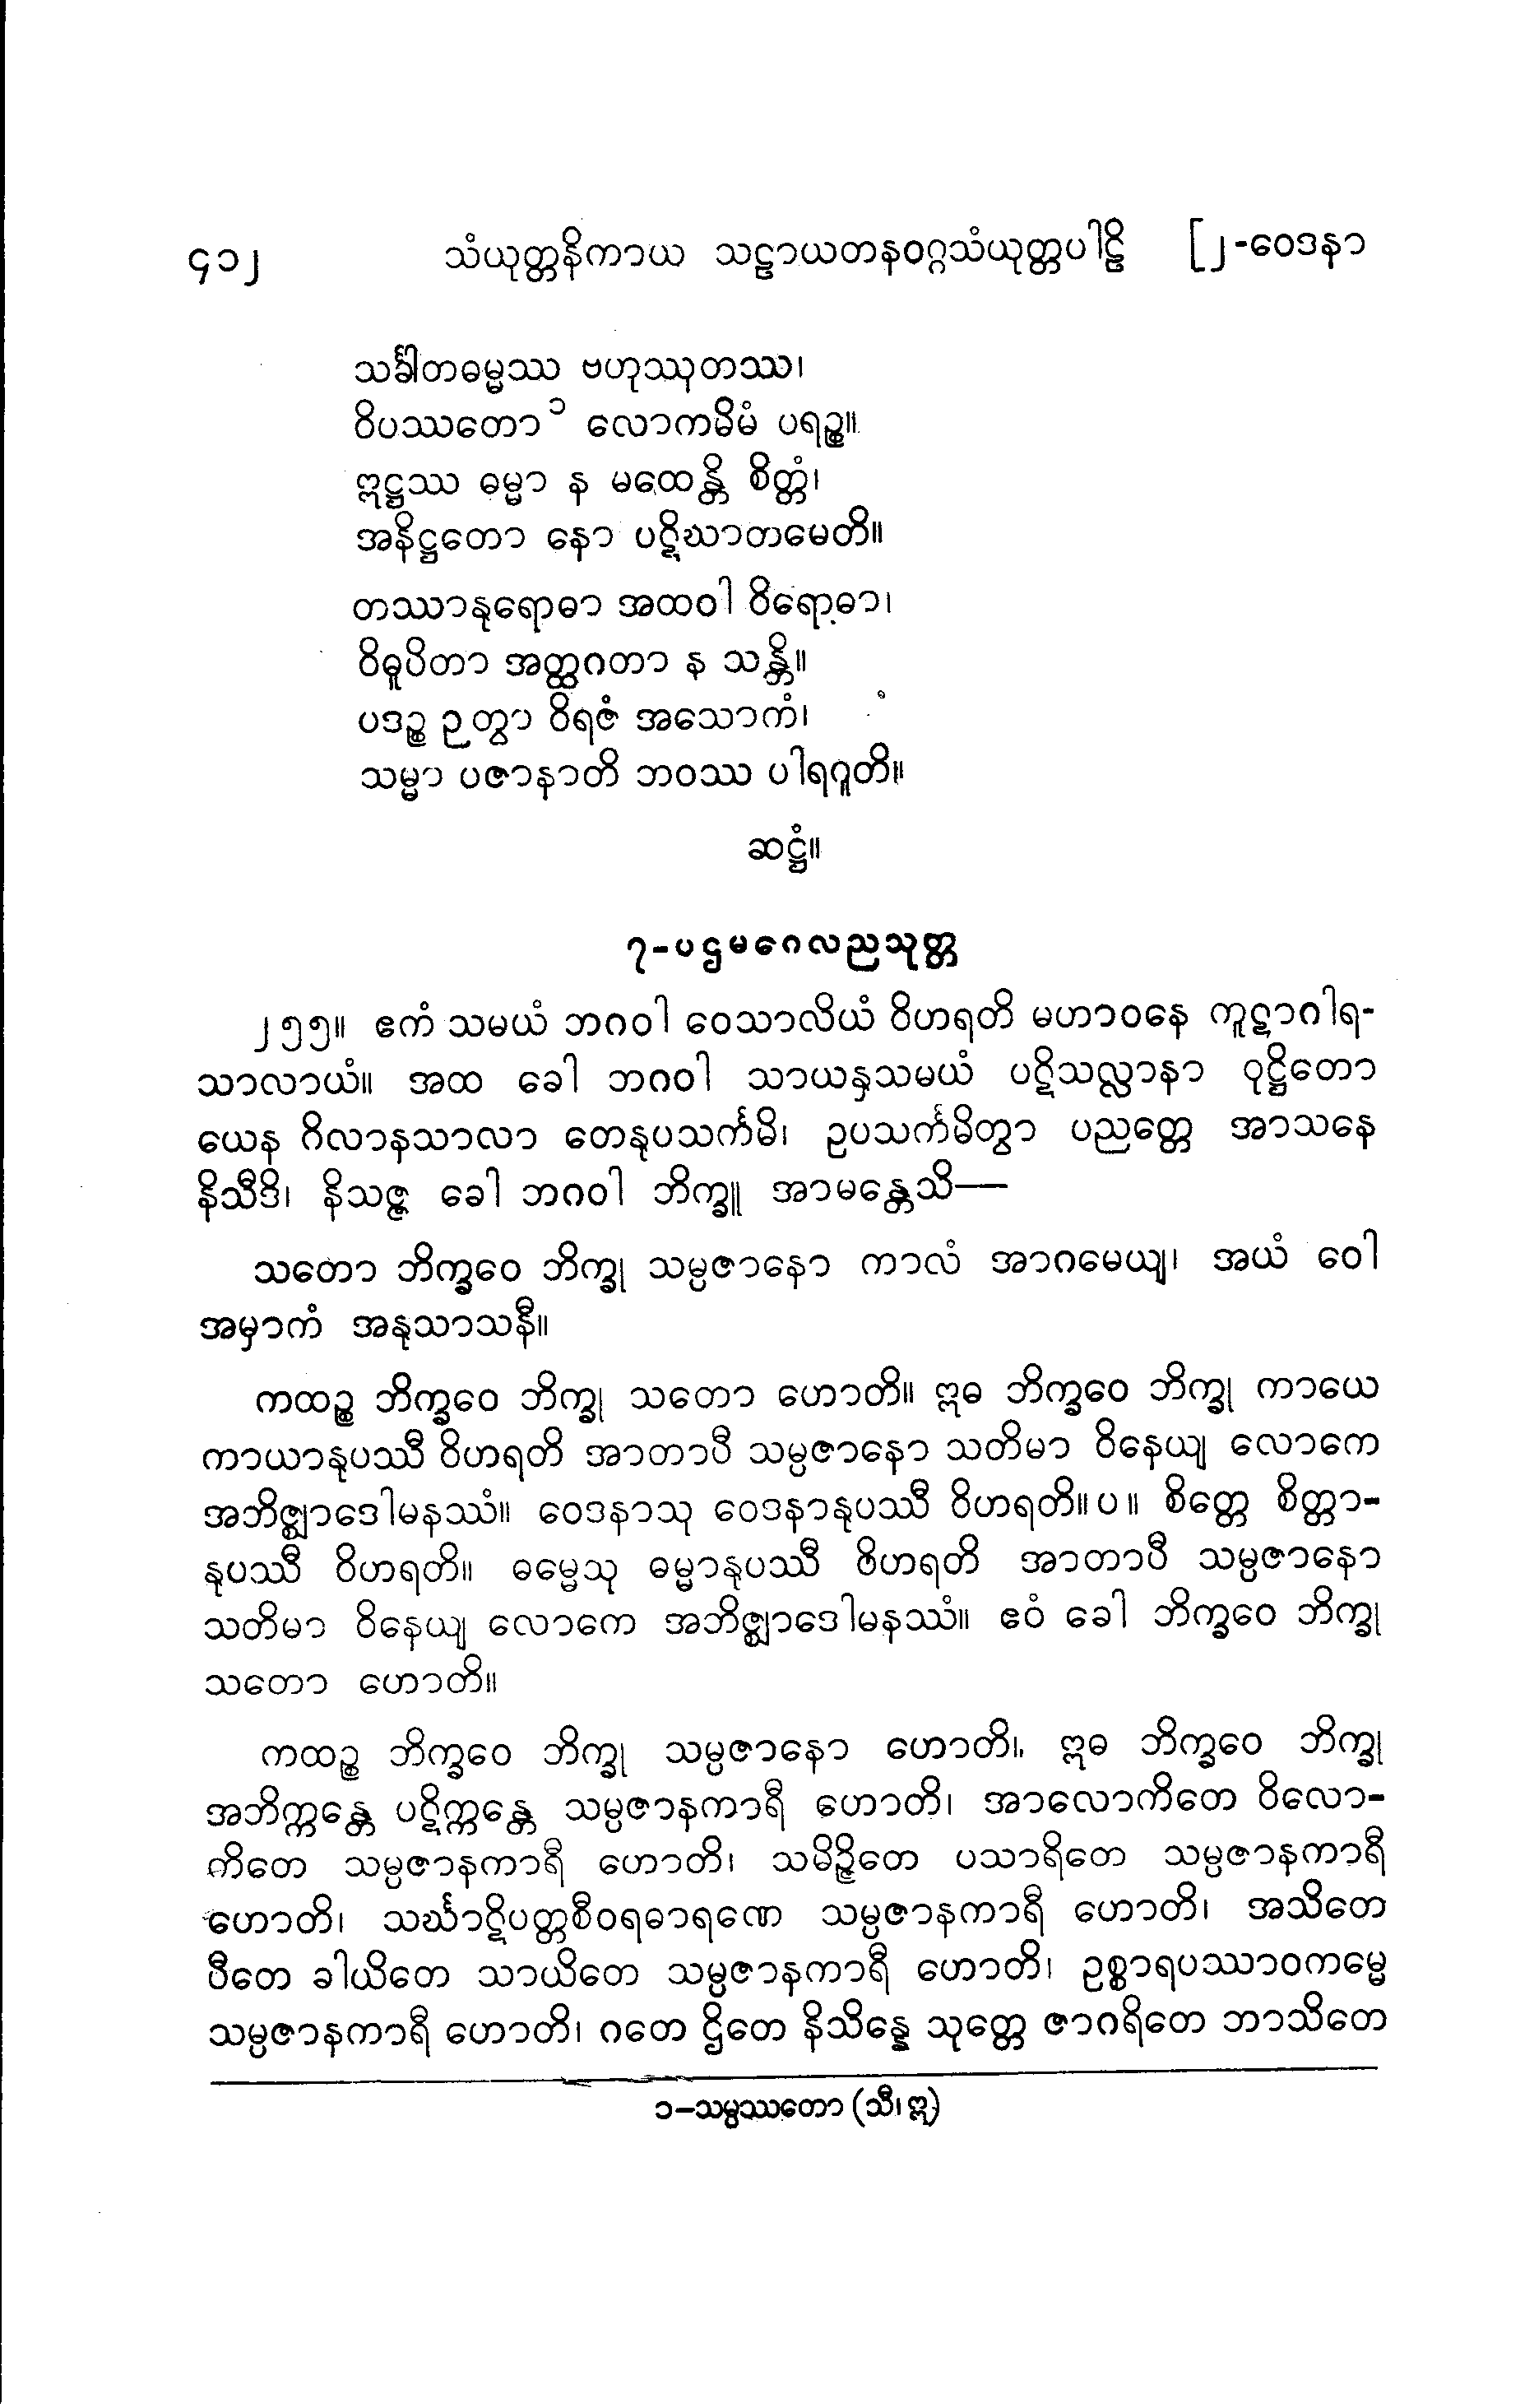 ၄၁၂ သံယုတ္တနိကာယ သဠာယတနဝဂ္ဂသံယုတ္တပါဠိ [၂-ဝေဒနာ
သင်္ခါတဓမ္မဿ ဗဟုဿုတဿ၊
ဝိပဿတော၁ လောကမိမံ ပရဉ္စ။
ဣဋ္ဌဿ ဓမ္မာ န မထေန္တိ စိတ္တံ၊
အနိဋ္ဌတော နော ပဋိဃာတမေတိ။
တဿာနုရောဓာ အထဝါ ဝိရောဓာ၊
ဝိဓူပိတာ အတ္ထဂတာ န သန္တိ။
ပဒဉ္စ ဉတွာ ဝိရဇံ အသောကံ၊
သမ္မာ ပဇာနာတိ ဘဝဿ ပါရဂူတိ။
ဆဋ္ဌံ။
၇-ပဌမဂေလညသုတ္တ
၂၅၅။ ဧကံ သမယံ ဘဂဝါ ဝေသာလိယံ ဝိဟရတိ မဟာဝနေ ကူဋာဂါရ-
သာလာယံ။ အထ ခေါ ဘဂဝါ သာယနှသမယံ ပဋိသလ္လာနာ ဝုဋ္ဌိတော
ယေန ဂိလာနသာလာ တေနုပသင်္ကမိ၊ ဥပသင်္ကမိတွာ ပညတ္တေ အာသနေ
နိသီဒိ၊ နိသဇ္ဇ ခေါ ဘဂဝါ ဘိက္ခူ အာမန္တေသိ—
သတော ဘိက္ခဝေ ဘိက္ခု သမ္ပဇာနော ကာလံ အာဂမေယျ၊ အယံ ဝေါ
အမှာကံ အနုသာသနီ။
ကထဉ္စ ဘိက္ခဝေ ဘိက္ခု သတော ဟောတိ။ ဣဓ ဘိက္ခဝေ ဘိက္ခု ကာယေ
ကာယာနုပဿီ ဝိဟရတိ အာတာပီ သမ္ပဇာနော သတိမာ ဝိနေယျ လောကေ
အဘိဇ္ဈာဒေါမနဿံ။ ဝေဒနာသု ဝေဒနာနုပဿီ ဝိဟရတိ။ပ။ စိတ္တေ စိတ္တာ-
နုပဿီ ဝိဟရတိ။ ဓမ္မေသု ဓမ္မာနုပဿီ ဝိဟရတိ အာတာပီ သမ္ပဇာနော
သတိမာ ဝိနေယျ လောကေ အဘိဇ္ဈာဒေါမနဿံ။ ဧဝံ ခေါ ဘိက္ခဝေ ဘိက္ခု
သတော ဟောတိ။
ကထဉ္စ ဘိက္ခဝေ ဘိက္ခု သမ္ပဇာနော ဟောတိ။ ဣဓ ဘိက္ခဝေ ဘိက္ခု
အဘိက္ကန္တေ ပဋိက္ကန္တေ သမ္ပဇာနကာရီ ဟောတိ၊ အာလောကိတေ ဝိလော-
ကိတေ သမ္ပဇာနကာရီ ဟောတိ၊ သမိဉ္ဇိတေ ပသာရိတေ သမ္ပဇာနကာရီ
ဟောတိ၊ သင်္ဃာဋိပတ္တစီဝရဓာရဏေ သမ္ပဇာနကာရီ ဟောတိ၊ အသိတေ
ပီတေ ခါယိတေ သာယိတေ သမ္ပဇာနကာရီ ဟောတိ၊ ဥစ္စာရပဿာဝကမ္မေ
သမ္ပဇာနကာရီ ဟောတိ၊ ဂတေ ဌိတေ နိသိန္နေ သုတ္တေ ဇာဂရိတေ ဘာသိတေ
၁–သမ္ပဿတော (သီ၊ ဣ)